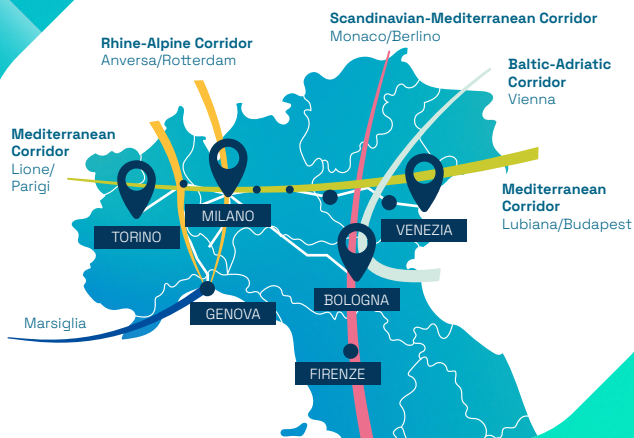 Scandinavian-Mediterranean Corridor
Monaco/Berlino
Rhine-Alpine Corridor
Anversa/Rotterdam
Baltic-Adriatic
Corridor
Vienna
Mediterranean
Corridor
Lione/
Parigi
Mediterranean
Corridor
Lubiana/Budapest
MILANO
TORINO
VENEZIA
BOLOGNA
GENOVA
Marsiglia
FIRENZE